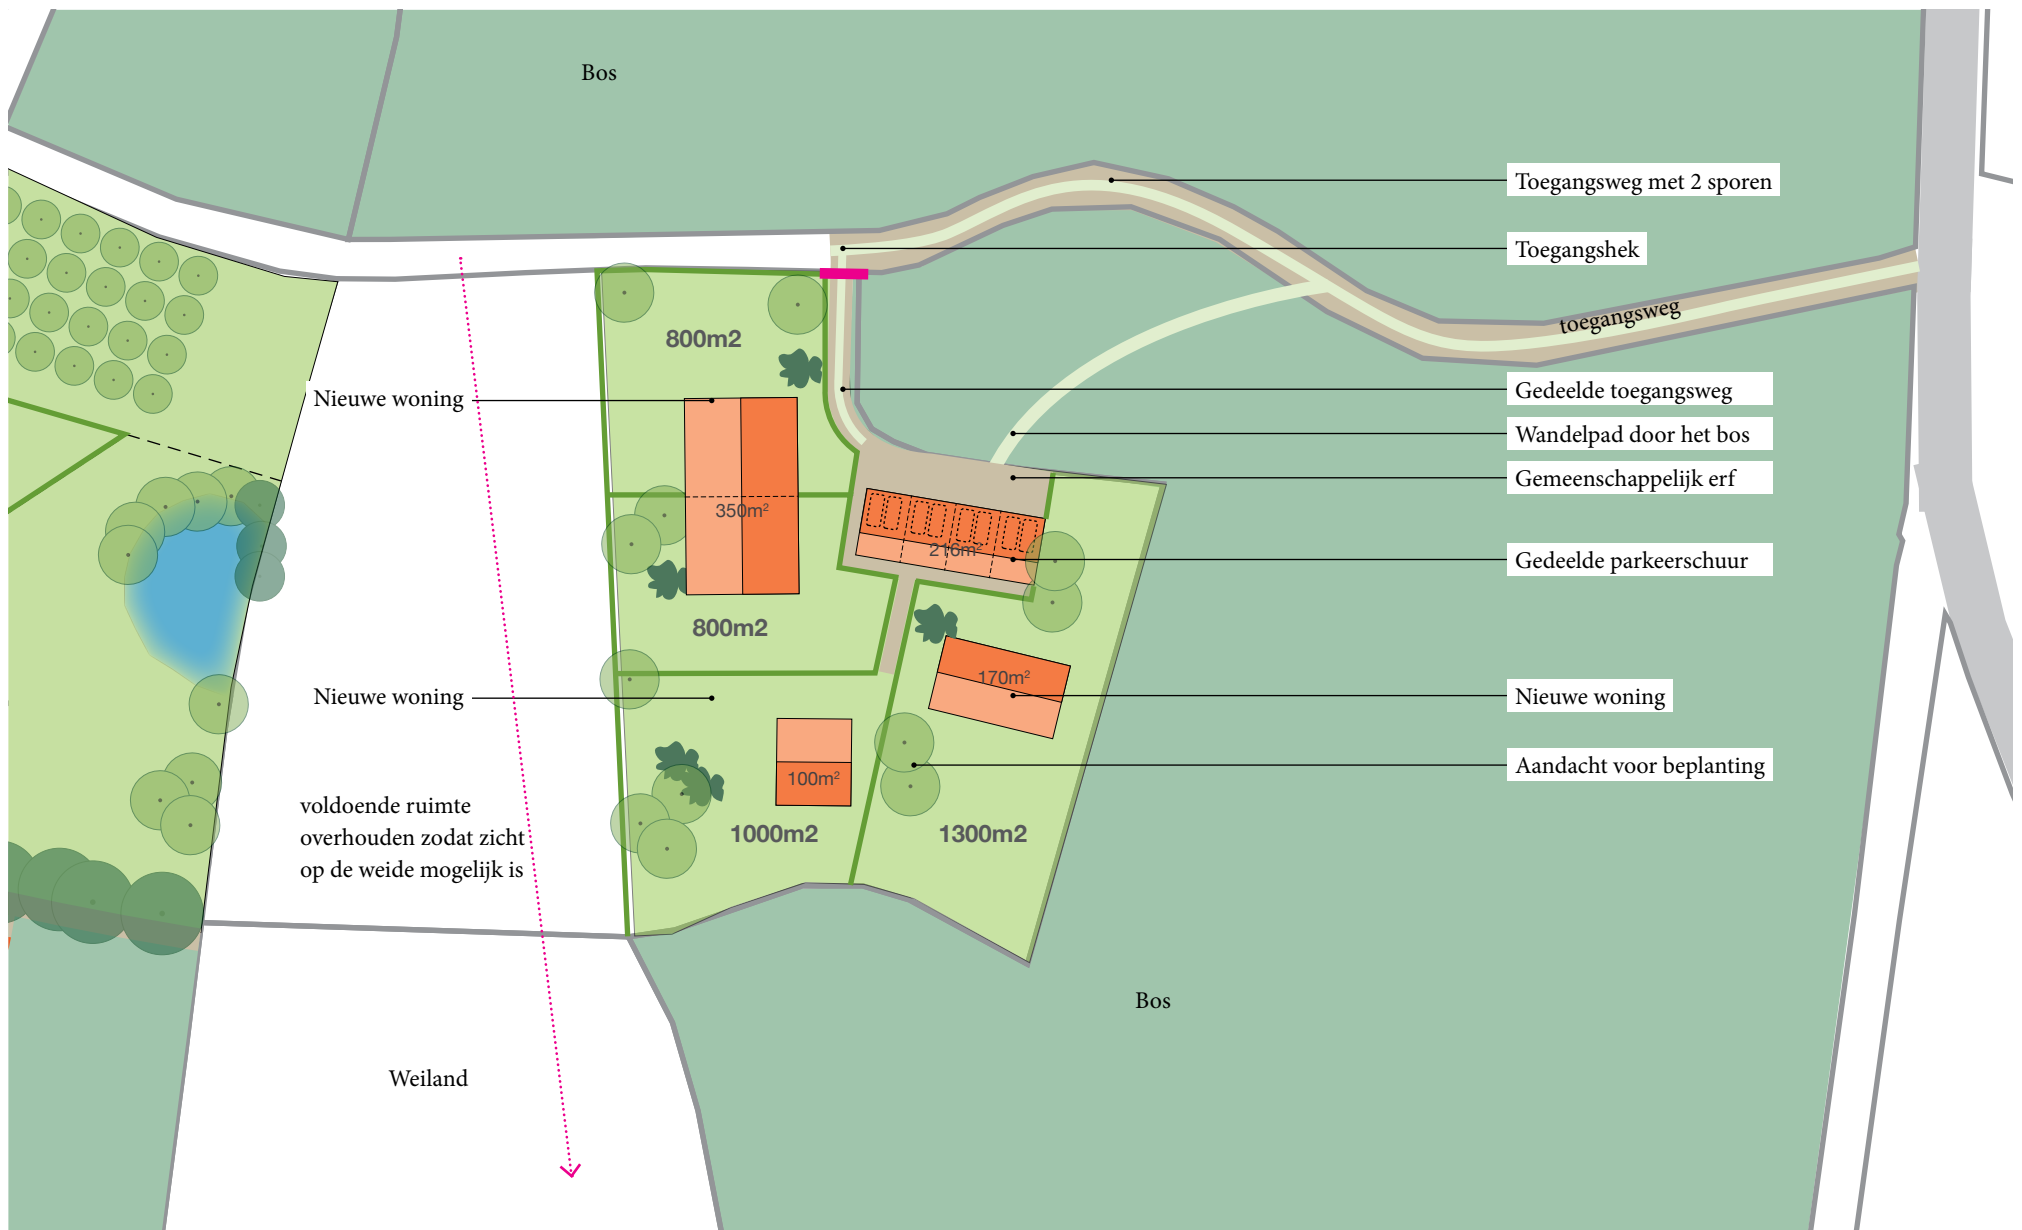 Bos
Toegangsweg met 2 sporen
Toegangshek
toegangsweg
800m2
Nieuwe woning
Gedeelde toegangsweg
Wandelpad door het bos
Gemeenschappelijk erf
350m²
216m²
Gedeelde parkeerschuur
800m2
170m²
Nieuwe woning
Nieuwe woning
Aandacht voor beplanting
100m²
voldoende ruimte
overhouden zodat zicht
op de weide mogelijk is
1000m2
1300m2
Bos
Weiland